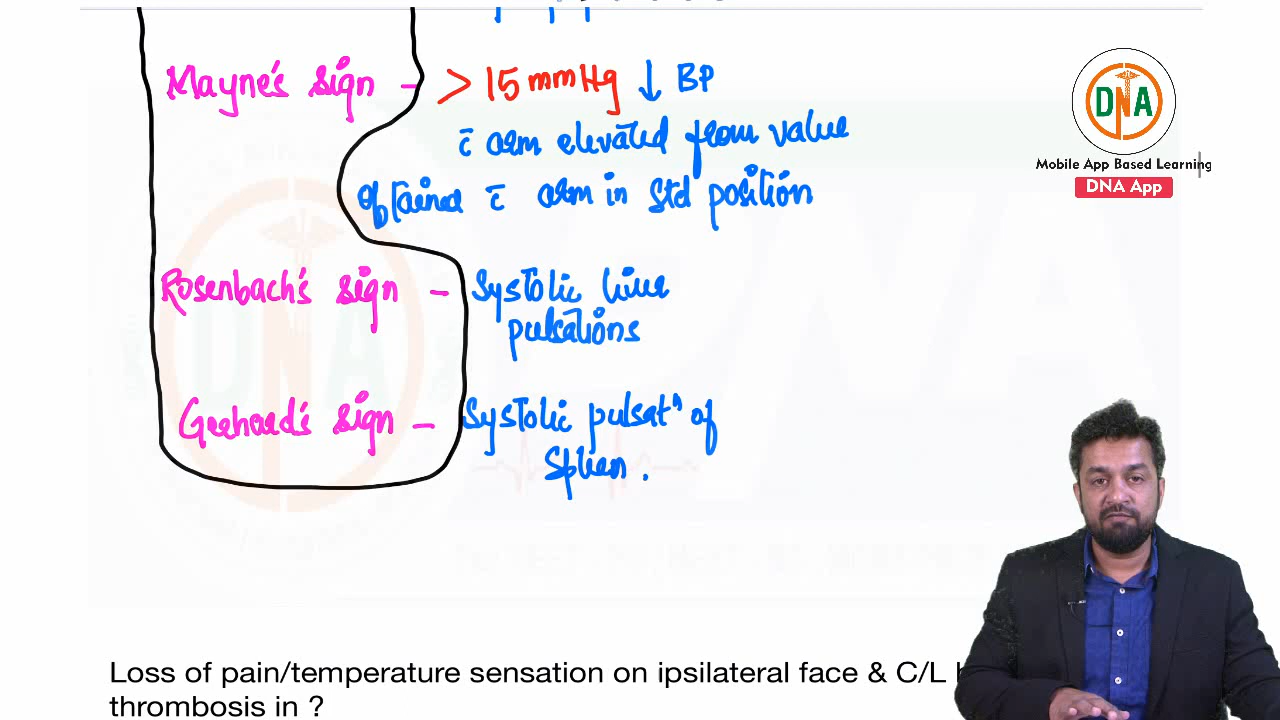 Mayne's sign - > 15 mmHg ↓ BP
c̄ arm elevated from value
obtained c̄ arm in std position
Rosenbach's sign - Systolic liver
pulsations
Gerhard's sign - Systolic pulsatⁿ of
Spleen.
DNA
Mobile App Based Learning
DNA App
Loss of pain/temperature sensation on ipsilateral face & C/L
thrombosis in ?